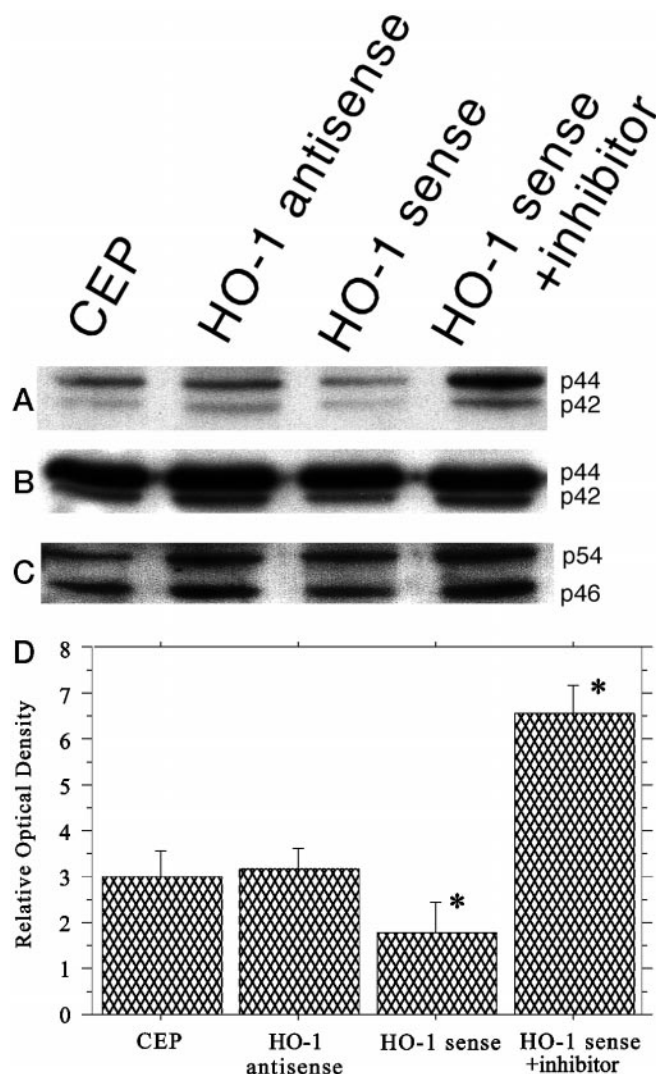 CEP
HO-1 antisense
HO-1 sense
HO-1 sense
+inhibitor
A
p44
p42
B
p44
p42
C
p54
p46
D
8
7
6
5
4
3
2
1
0
Relative Optical Density
*
*
CEP
HO-1
antisense
HO-1 sense
HO-1 sense
+inhibitor